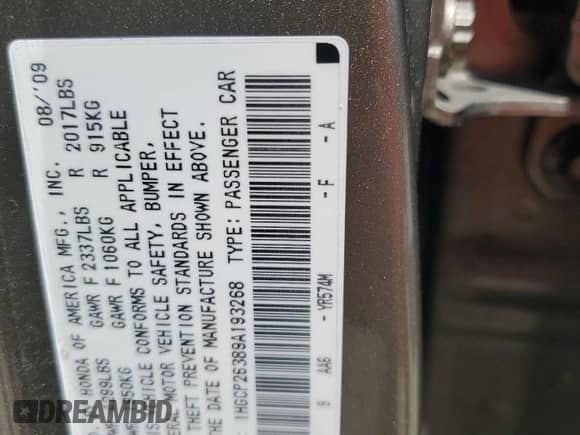 HONDA OF AMERICA MFG., INC. 08/'09
GAWR F 2337LBS R 2017LBS
GAWR F 1060KG R 915KG
VEHICLE CONFORMS TO ALL APPLICABLE
MOTOR VEHICLE SAFETY, BUMPER,
THEFT PREVENTION STANDARDS IN EFFECT
THE DATE OF MANUFACTURE SHOWN ABOVE.
1HGCP26389A193268 TYPE: PASSENGER CAR
9 AA6 - YR574M - F - A